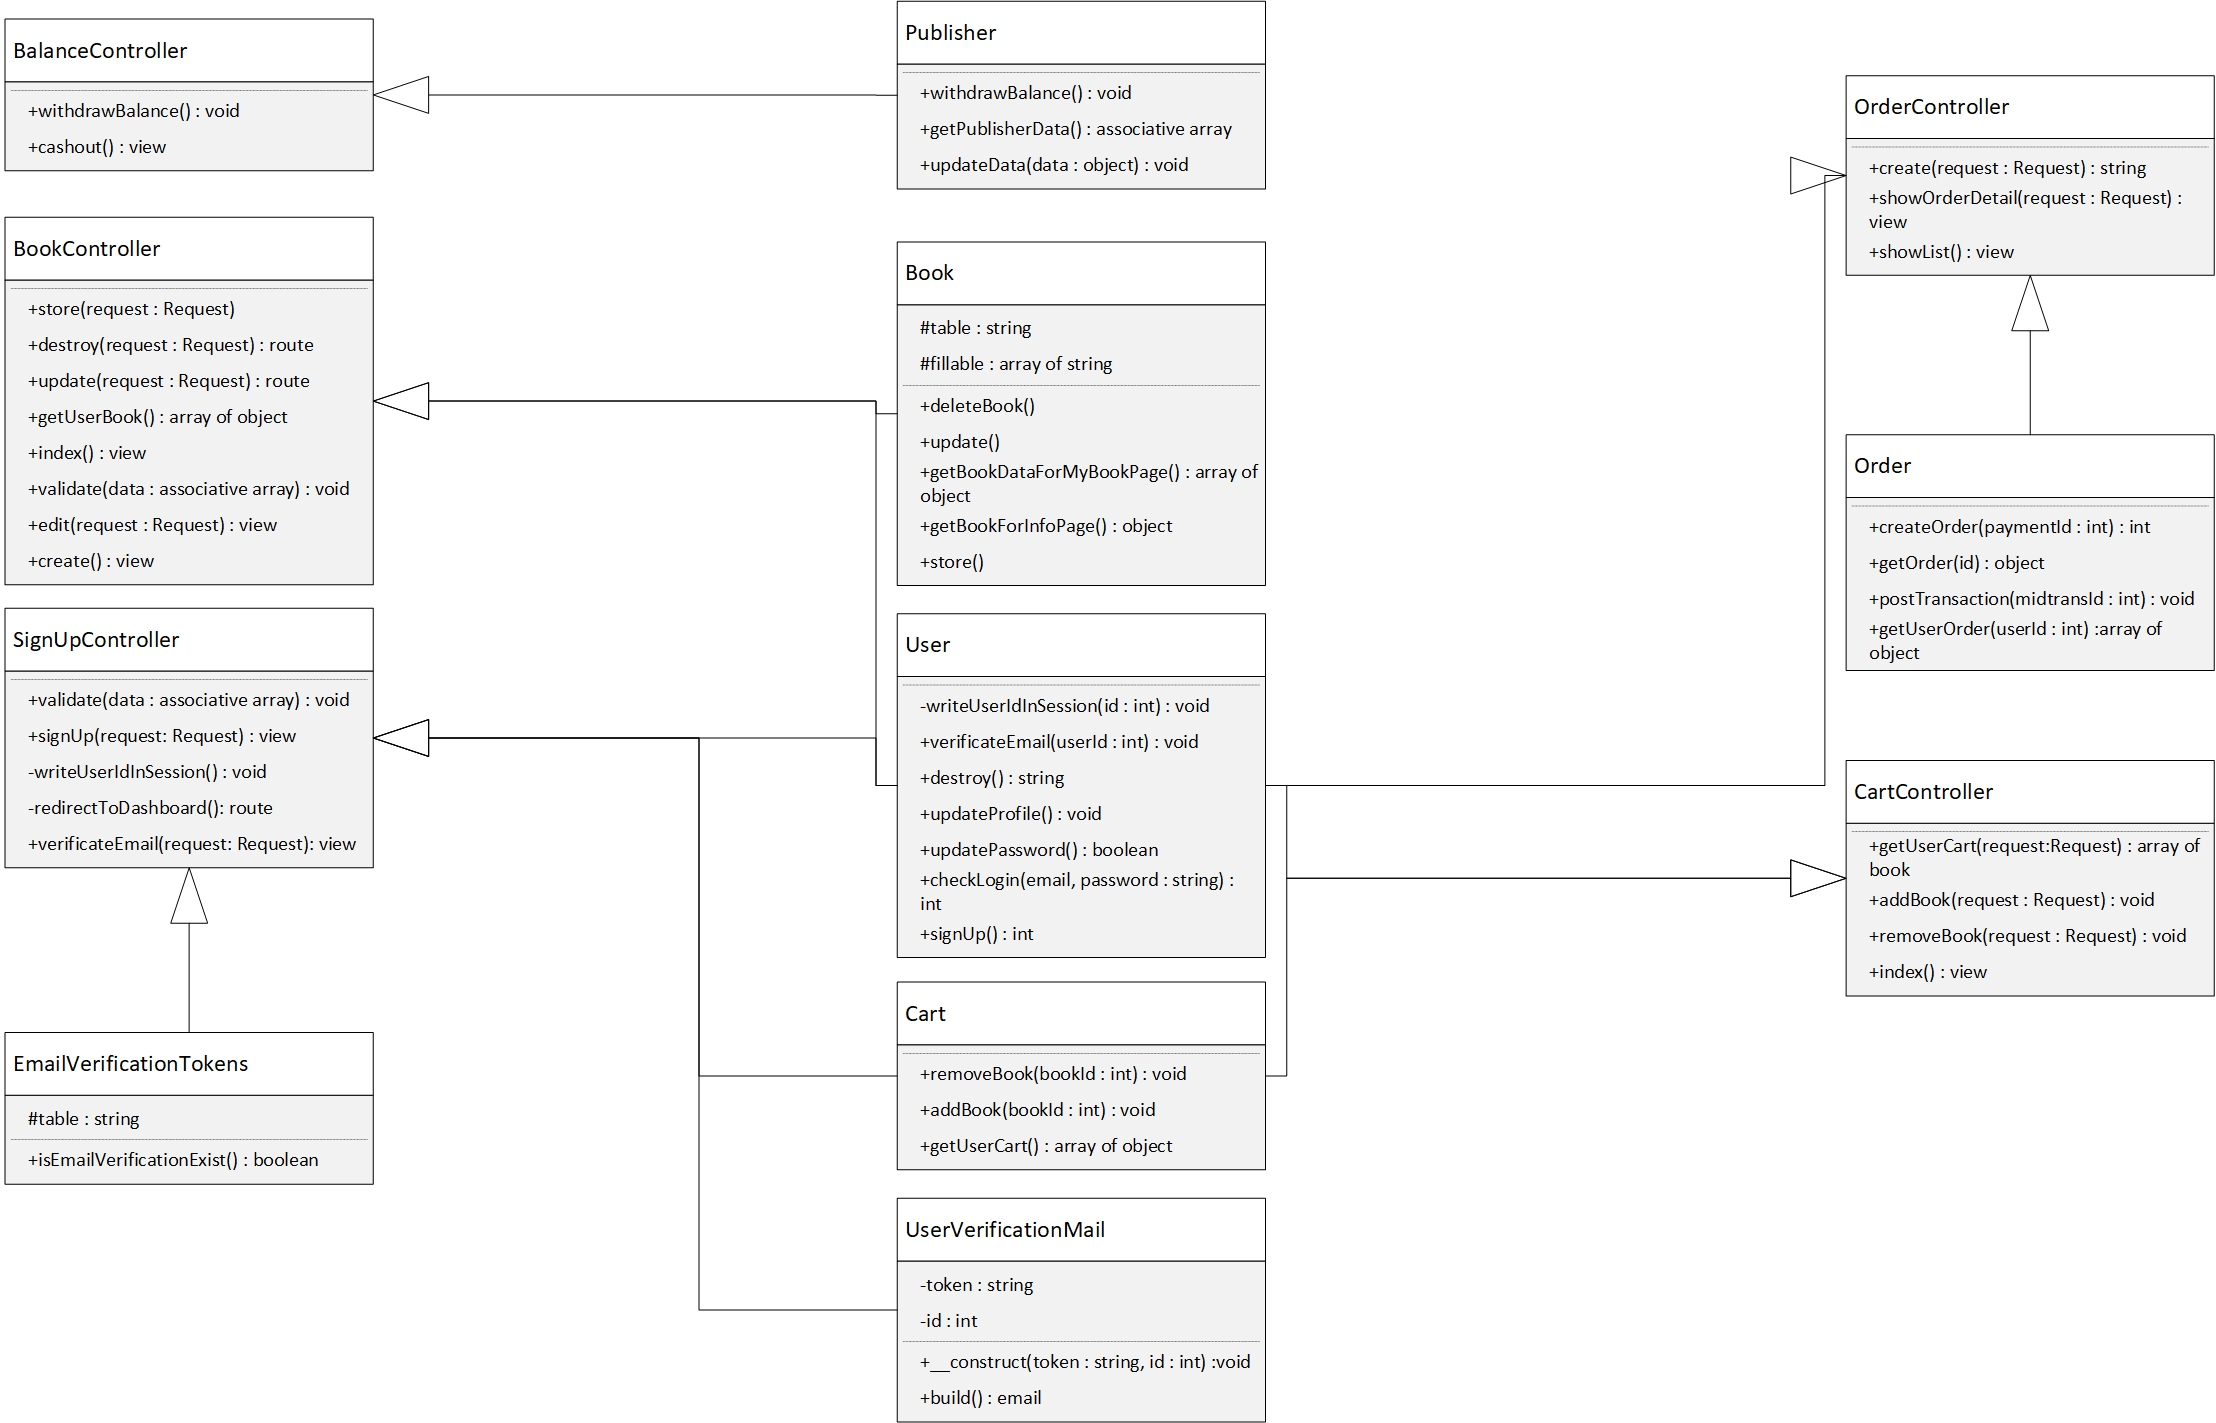 BalanceController
+withdrawBalance() : void
+cashout() : view
Publisher
+withdrawBalance() : void
+getPublisherData() : associative array
+updateData(data : object) : void
OrderController
+create(request : Request) : string
+showOrderDetail(request : Request) :
view
+showList() : view
BookController
+store(request : Request)
+destroy(request : Request) : route
+update(request : Request) : route
+getUserBook() : array of object
+index() : view
+validate(data : associative array) : void
+edit(request : Request) : view
+create() : view
Book
#table : string
#fillable : array of string
+deleteBook()
+update()
+getBookDataForMyBookPage() : array of
object
+getBookForInfoPage() : object
+store()
Order
+createOrder(paymentId : int) : int
+getOrder(id) : object
+postTransaction(midtransId : int) : void
+getUserOrder(userId : int) :array of
object
SignUpController
+validate(data : associative array) : void
+signUp(request: Request) : view
-writeUserIdInSession() : void
-redirectToDashboard(): route
+verificateEmail(request: Request): view
User
-writeUserIdInSession(id : int) : void
+verificateEmail(userId : int) : void
+destroy() : string
+updateProfile() : void
+updatePassword() : boolean
+checkLogin(email, password : string) :
int
+signUp() : int
CartController
+getUserCart(request:Request) : array of
book
+addBook(request : Request) : void
+removeBook(request : Request) : void
+index() : view
EmailVerificationTokens
#table : string
+isEmailVerificationExist() : boolean
Cart
+removeBook(bookId : int) : void
+addBook(bookId : int) : void
+getUserCart() : array of object
UserVerificationMail
-token : string
-id : int
+__construct(token : string, id : int) :void
+build() : email